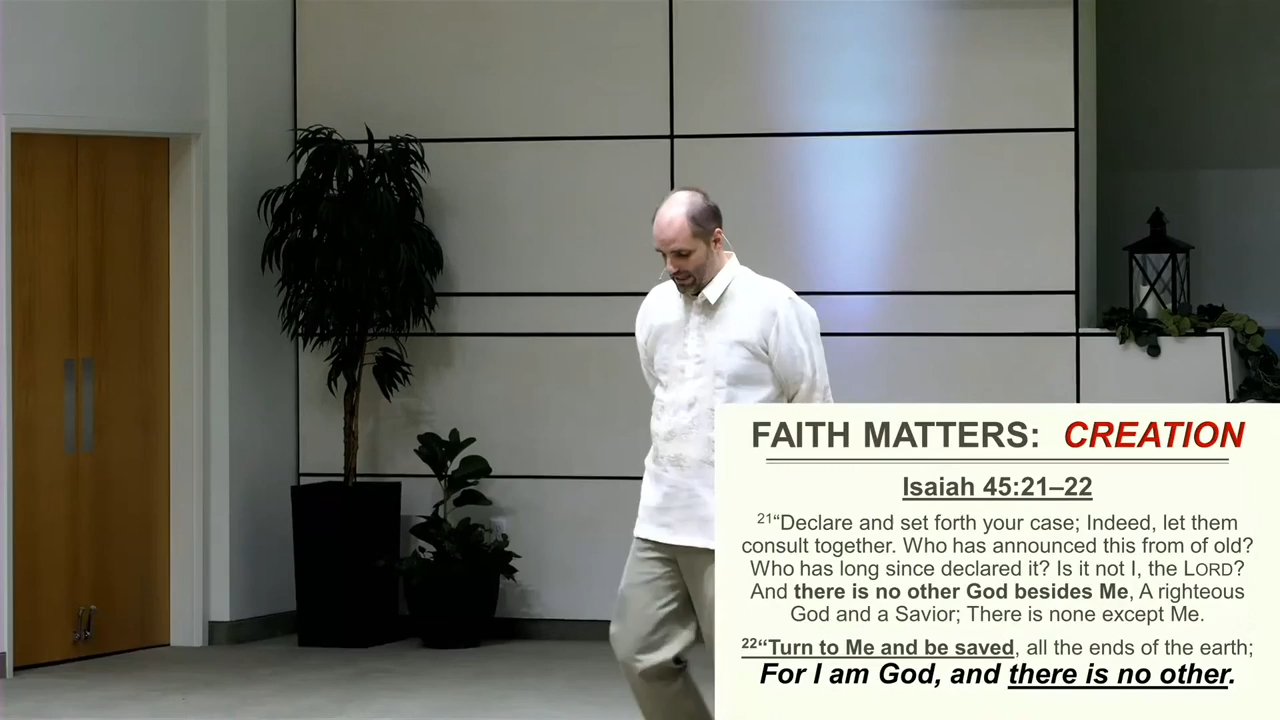 FAITH MATTERS: CREATION
Isaiah 45:21–22
21“Declare and set forth your case; Indeed, let them
consult together. Who has announced this from of old?
Who has long since declared it? Is it not I, the LORD?
And there is no other God besides Me, A righteous
God and a Savior; There is none except Me.
22“Turn to Me and be saved, all the ends of the earth;
For I am God, and there is no other.